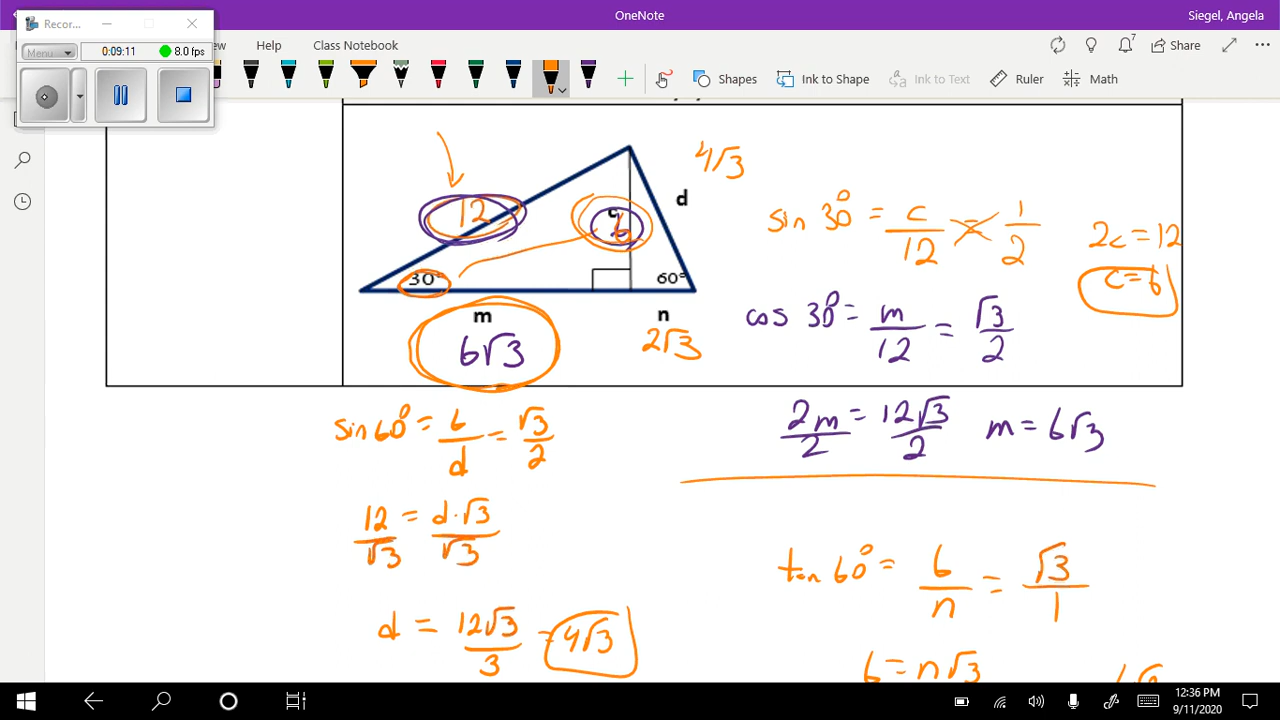 Recor...
OneNote
Siegel, Angela
Menu
0:09:11
8.0 fps
ew
Help
Class Notebook
7
Share
Shapes
Ink to Shape
Ink to Text
Ruler
Math
12
c
6
d
4√3
30°
60°
m
n
6√3
2√3
sin 30° = c/12 = 1/2
2c = 12
c = 6
cos 30° = m/12 = √3/2
2m/2 = 12√3/2 m = 6√3
sin 60° = 6/d = √3/2
12/√3 = d·√3/√3
d = 12√3/3 = 4√3
tan 60° = 6/n = √3/1
6 = n√3
12:36 PM
9/11/2020